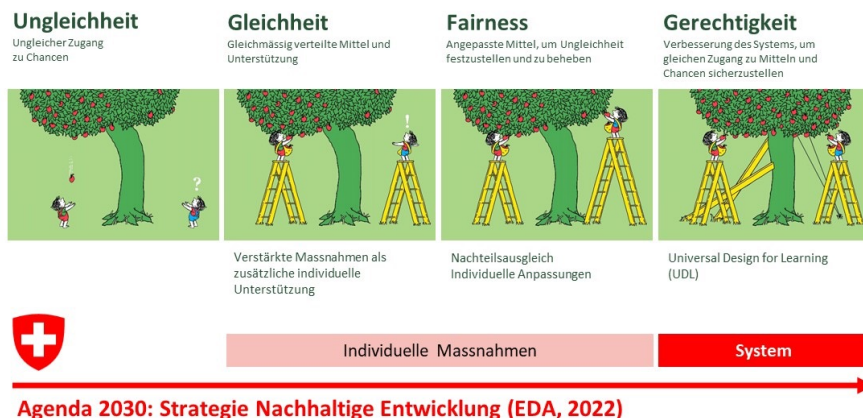 Ungleichheit
Ungleicher Zugang
zu Chancen
Gleichheit
Gleichmässig verteilte Mittel und
Unterstützung
Fairness
Angepasste Mittel, um Ungleichheit
festzustellen und zu beheben
Gerechtigkeit
Verbesserung des Systems, um
gleichen Zugang zu Mitteln und
Chancen sicherzustellen
?
!
Verstärkte Massnahmen als
zusätzliche individuelle
Unterstützung
Nachteilsausgleich
Individuelle Anpassungen
Universal Design for Learning
(UDL)
Individuelle Massnahmen
System
Agenda 2030: Strategie Nachhaltige Entwicklung (EDA, 2022)